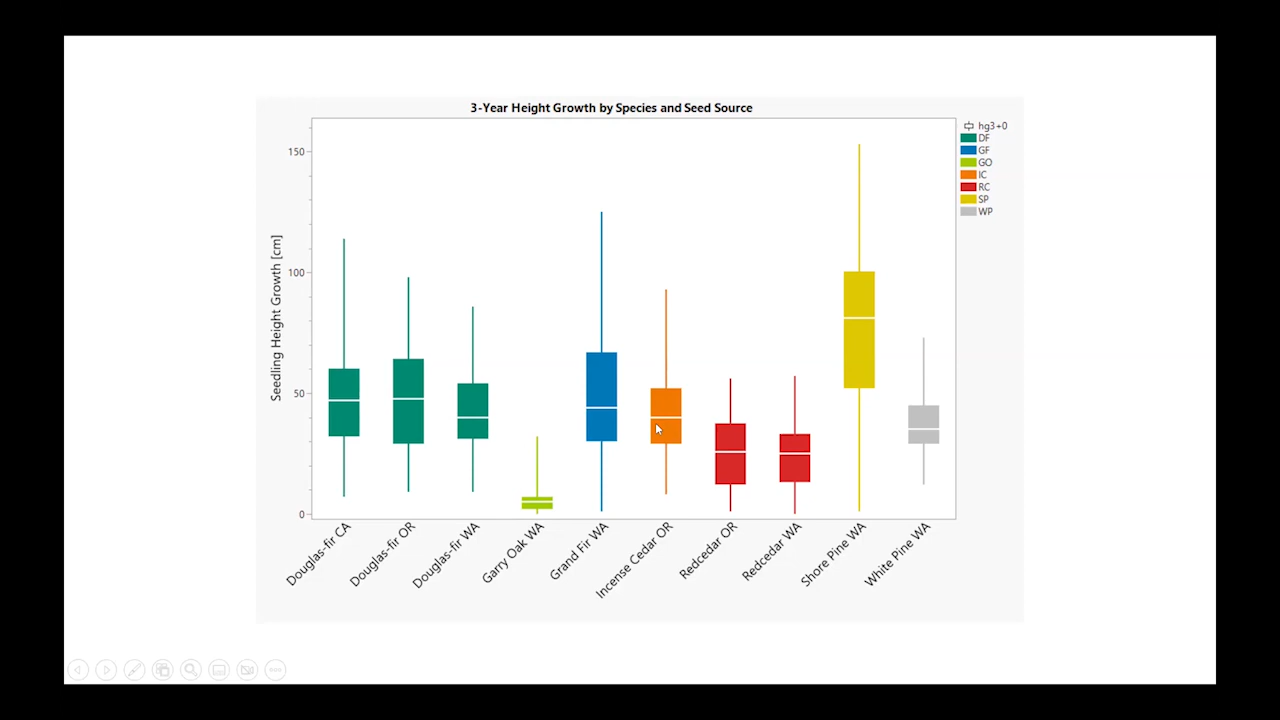 3-Year Height Growth by Species and Seed Source
hg3+0
DF
GF
GO
IC
RC
SP
WP
Seedling Height Growth [cm]
150
100
50
0
Douglas-fir CA
Douglas-fir OR
Douglas-fir WA
Garry Oak WA
Grand Fir WA
Incense Cedar OR
Redcedar OR
Redcedar WA
Shore Pine WA
White Pine WA